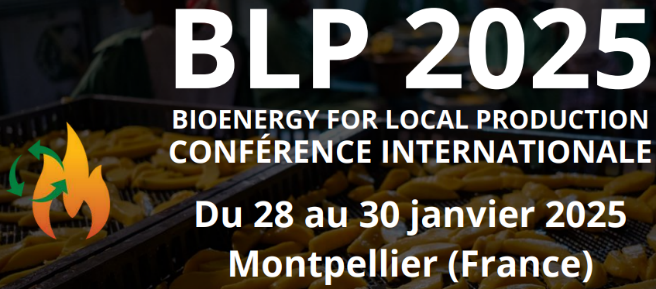 BLP 2025
BIOENERGY FOR LOCAL PRODUCTION
CONFÉRENCE INTERNATIONALE
Du 28 au 30 janvier 2025
Montpellier (France)